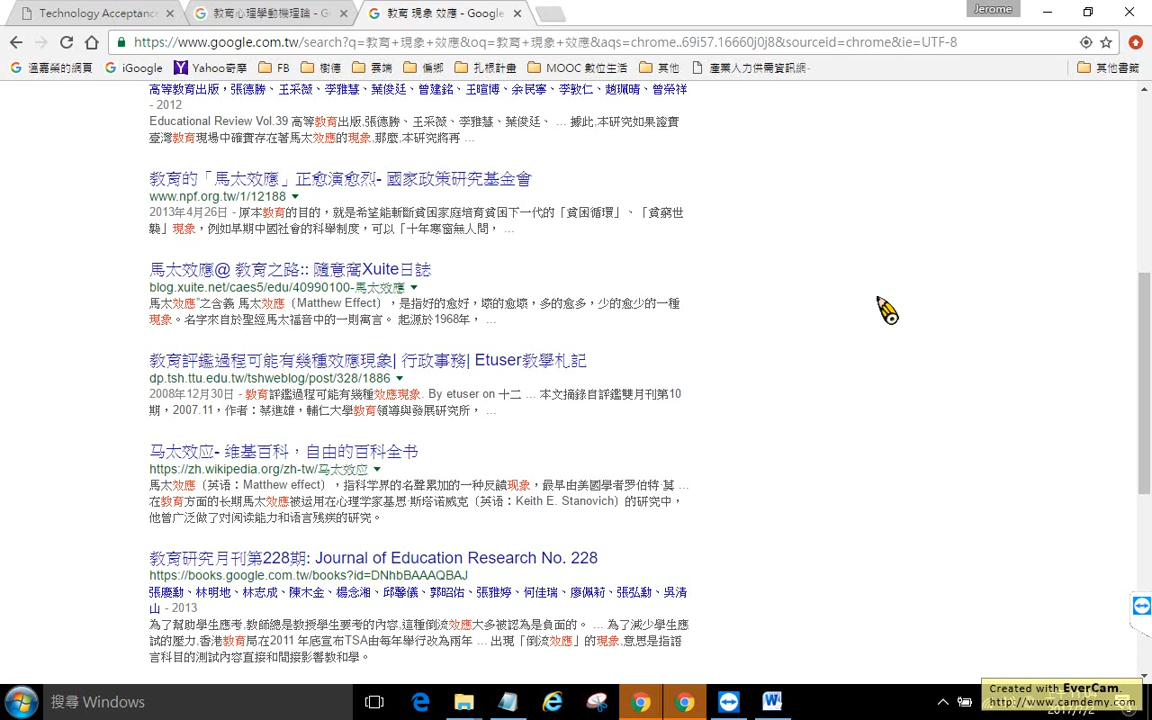 Technology Acceptance
教育心理學動機理論 - G
教育 現象 效應 - Google
Jerome
https://www.google.com.tw/search?q=教育+現象+效應&oq=教育+現象+效應&aqs=chrome..69i57.16660j0j8&sourceid=chrome&ie=UTF-8
溫嘉榮的網頁 iGoogle Yahoo奇摩 FB 樹德 雲端 偏鄉 扎根計畫 MOOC 數位生活 其他 產業人力供需資訊- 其他書籤
高等教育出版，張德勝、王采薇、李雅慧、葉俊廷、曾建銘、王暄博、余民寧、李敦仁、趙珮晴、曾榮祥
- 2012
Educational Review Vol.39 高等教育出版,張德勝、王采薇、李雅慧、葉俊廷、 ... 據此,本研究如果證實
臺灣教育現場中確實存在著馬太效應的現象,那麼,本研究將再 ...
教育的「馬太效應」正愈演愈烈- 國家政策研究基金會
www.npf.org.tw/1/12188
2013年4月26日 - 原本教育的目的，就是希望能斬斷貧困家庭培育貧困下一代的「貧困循環」、「貧窮世
襲」現象，例如早期中國社會的科學制度，可以「十年寒窗無人問， ...
馬太效應@ 教育之路:: 隨意窩Xuite日誌
blog.xuite.net/caes5/edu/40990100-馬太效應
馬太效應”之含義 馬太效應（Matthew Effect），是指好的愈好，壞的愈壞，多的愈多，少的愈少的一種
現象。名字來自於聖經馬太福音中的一則寓言。 起源於1968年， ...
教育評鑑過程可能有幾種效應現象| 行政事務| Etuser教學札記
dp.tsh.ttu.edu.tw/tshweblog/post/328/1886
2008年12月30日 - 教育評鑑過程可能有幾種效應現象. By etuser on 十二 ... 本文摘錄自評鑑雙月刊第10
期，2007.11，作者：蔡進雄，輔仁大學教育領導與發展研究所， ...
马太效应- 维基百科，自由的百科全书
https://zh.wikipedia.org/zh-tw/马太效应
馬太效應（英语：Matthew effect），指科学界的名聲累加的一种反饋现象，最早由美國學者罗伯特·莫 ...
在教育方面的长期馬太效應被运用在心理学家基思·斯塔诺威克（英语：Keith E. Stanovich）的研究中，
他曾广泛做了对阅读能力和语言残疾的研究。
教育研究月刊第228期: Journal of Education Research No. 228
https://books.google.com.tw/books?id=DNhbBAAAQBAJ
張慶勳、林明地、林志成、陳木金、楊念湘、邱馨儀、郭昭佑、張雅婷、何佳瑞、廖佩莉、張弘勳、吳清
山 - 2013
為了幫助學生應考,教師總是教授學生要考的內容,這種倒流效應大多被認為是負面的。 ... 為了減少學生應
試的壓力,香港教育局在2011 年底宣布TSA由每年舉行改為兩年 ... 出現「倒流效應」的現象,意思是指語
言科目的測試內容直接和間接影響教和學。
搜尋 Windows
Created with EverCam.
http://www.camdemy.com